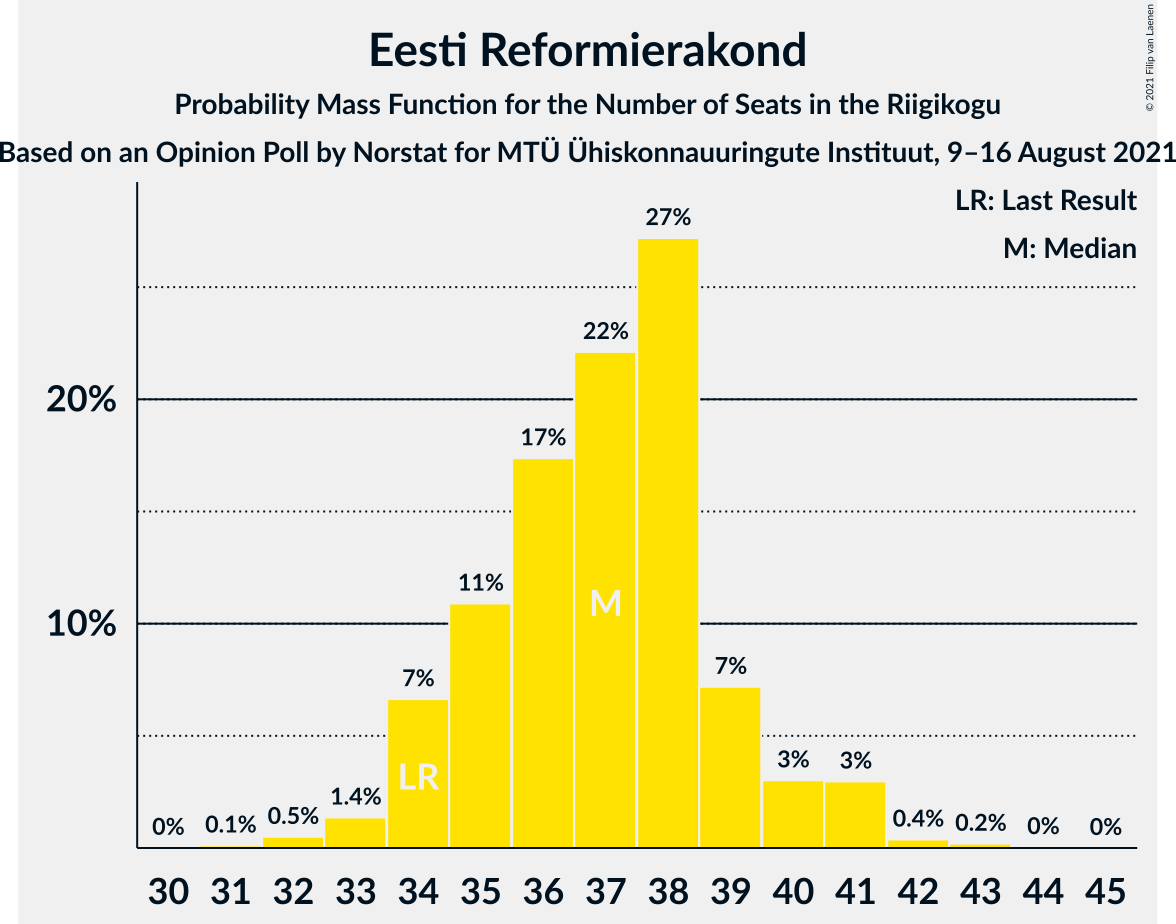 Eesti Reformierakond
Probability Mass Function for the Number of Seats in the Riigikogu
Based on an Opinion Poll by Norstat for MTÜ Ühiskonnauuringute Instituut, 9–16 August 2021
© 2021 Filip van Laenen
LR: Last Result
M: Median
27%
22%
20%
17%
11%
M
10%
7%
7%
LR
3%
3%
1.4%
0.5%
0.4%
0.2%
0%
0.1%
0%
0%
30 31 32 33 34 35 36 37 38 39 40 41 42 43 44 45